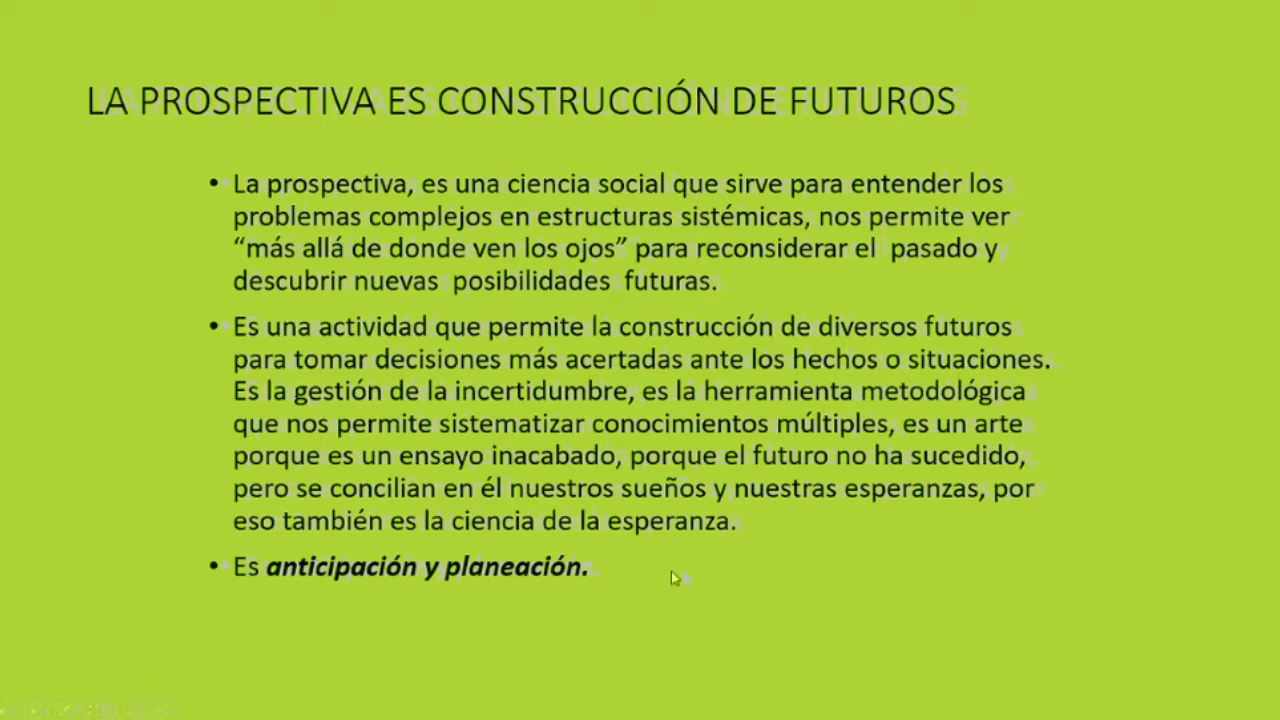 LA PROSPECTIVA ES CONSTRUCCIÓN DE FUTUROS
• La prospectiva, es una ciencia social que sirve para entender los
problemas complejos en estructuras sistémicas, nos permite ver
“más allá de donde ven los ojos” para reconsiderar el pasado y
descubrir nuevas posibilidades futuras.
• Es una actividad que permite la construcción de diversos futuros
para tomar decisiones más acertadas ante los hechos o situaciones.
Es la gestión de la incertidumbre, es la herramienta metodológica
que nos permite sistematizar conocimientos múltiples, es un arte
porque es un ensayo inacabado, porque el futuro no ha sucedido,
pero se concilian en él nuestros sueños y nuestras esperanzas, por
eso también es la ciencia de la esperanza.
• Es anticipación y planeación.